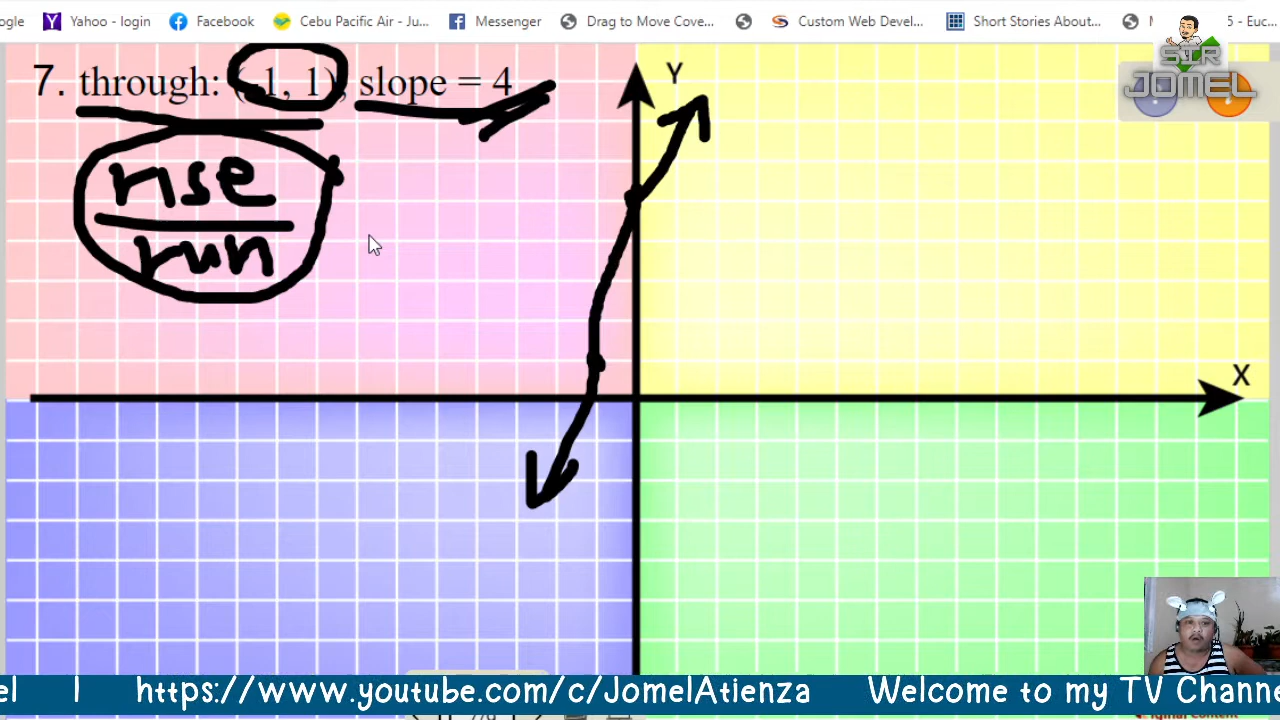 Yahoo - login Facebook Cebu Pacific Air - Ju... Messenger Drag to Move Cove... Custom Web Devel... Short Stories About... 5 - Euc...
SIR
JOMEL
7. through: (-1, 1), slope = 4
Y
rise
run
X
https://www.youtube.com/c/JomelAtienza Welcome to my TV Channe